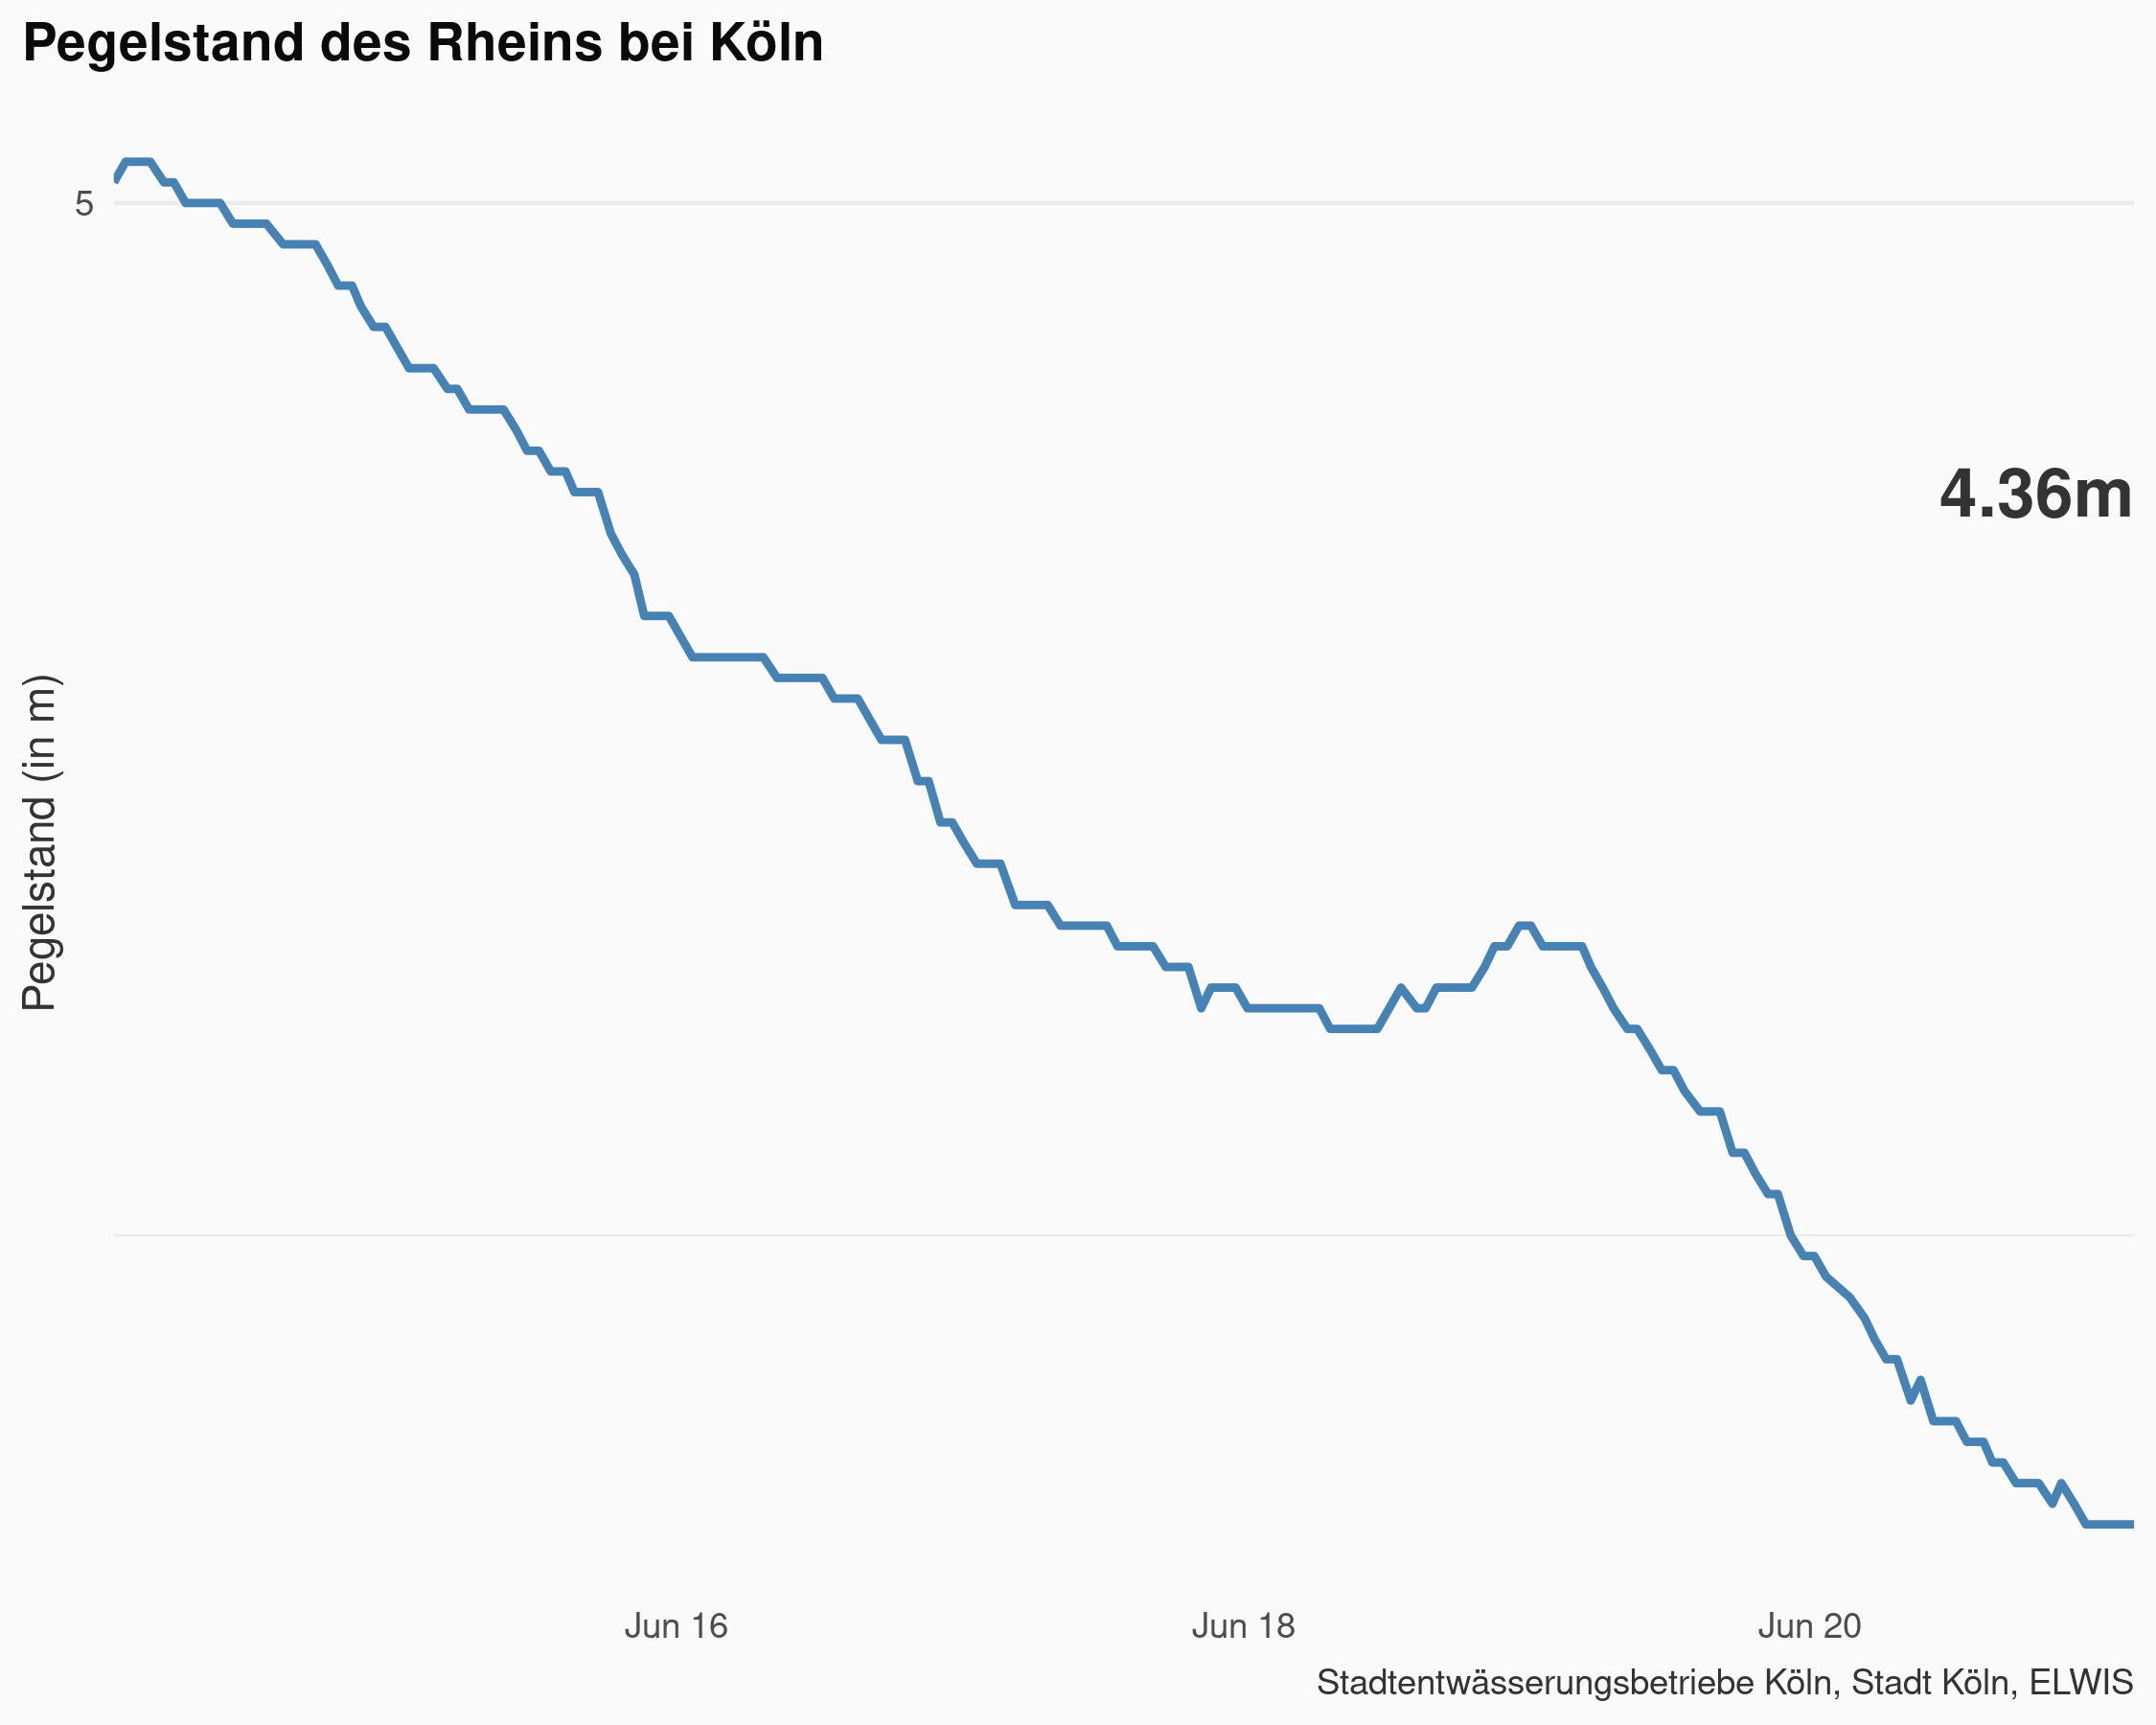 Pegelstand des Rheins bei Köln
5
4.36m
Pegelstand (in m)
Jun 16
Jun 18
Jun 20
Stadtentwässerungsbetriebe Köln, Stadt Köln, ELWIS